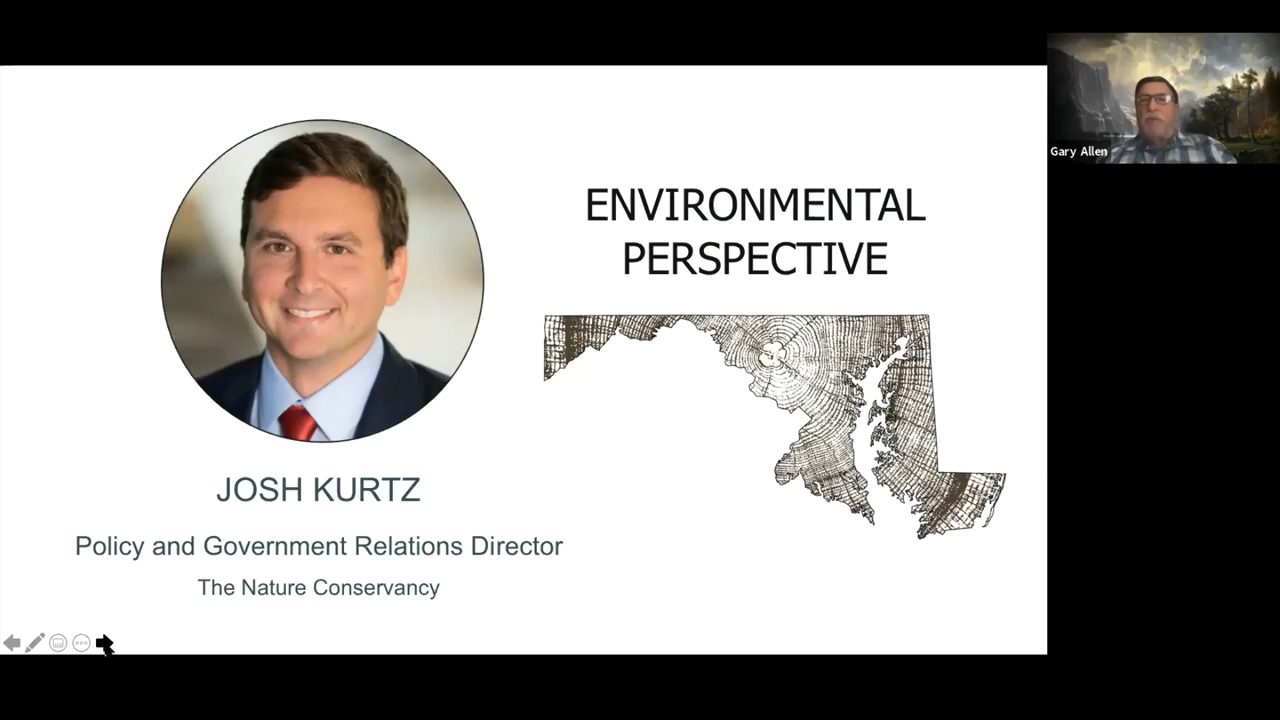 ENVIRONMENTAL
PERSPECTIVE
JOSH KURTZ
Policy and Government Relations Director
The Nature Conservancy
Gary Allen